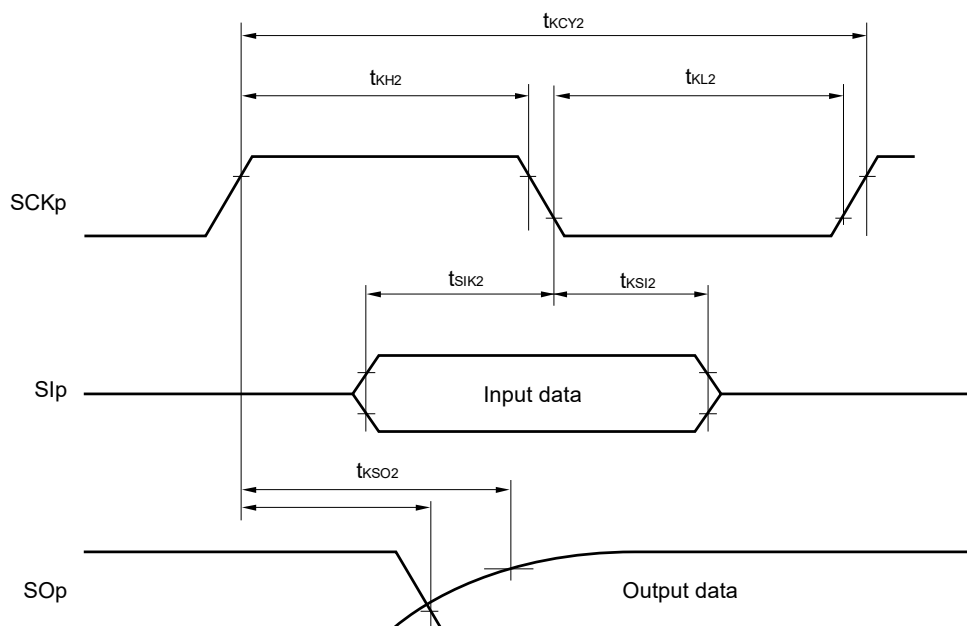 tKCY2
tKH2
tKL2
SCKp
tSIK2
tKSI2
SIp
Input data
tKSO2
SOp
Output data